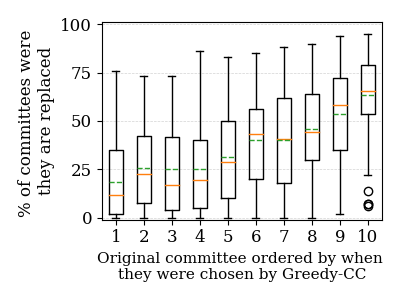 % of committees were
they are replaced
100
75
50
25
0
1 2 3 4 5 6 7 8 9 10
Original committee ordered by when
they were chosen by Greedy-CC